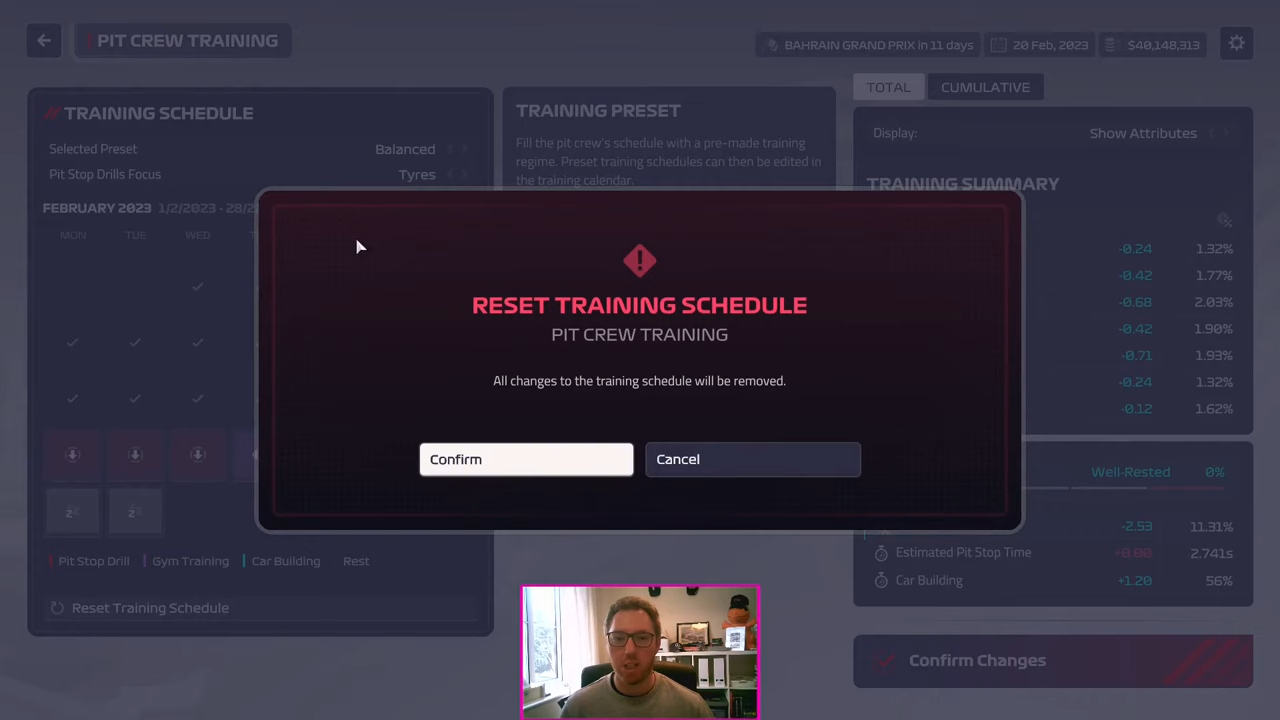 PIT CREW TRAINING
BAHRAIN GRAND PRIX in 11 days
20 Feb, 2023
$40,148,313
TRAINING SCHEDULE
Selected Preset
Balanced
Pit Stop Drills Focus
Tyres
FEBRUARY 2023 1/2/2023 - 28/2
MON TUE WED
Pit Stop Drill
Gym Training
Car Building
Rest
Reset Training Schedule
TRAINING PRESET
Fill the pit crew's schedule with a pre-made training
regime. Preset training schedules can then be edited in
the training calendar.
RESET TRAINING SCHEDULE
PIT CREW TRAINING
All changes to the training schedule will be removed.
Confirm
Cancel
TOTAL
CUMULATIVE
Display:
Show Attributes
TRAINING SUMMARY
-0.24 1.32%
-0.42 1.77%
-0.68 2.03%
-0.42 1.90%
-0.71 1.93%
-0.24 1.32%
-0.12 1.62%
Well-Rested 0%
-2.53 11.31%
Estimated Pit Stop Time +0.00 2.741s
Car Building +1.20 56%
Confirm Changes